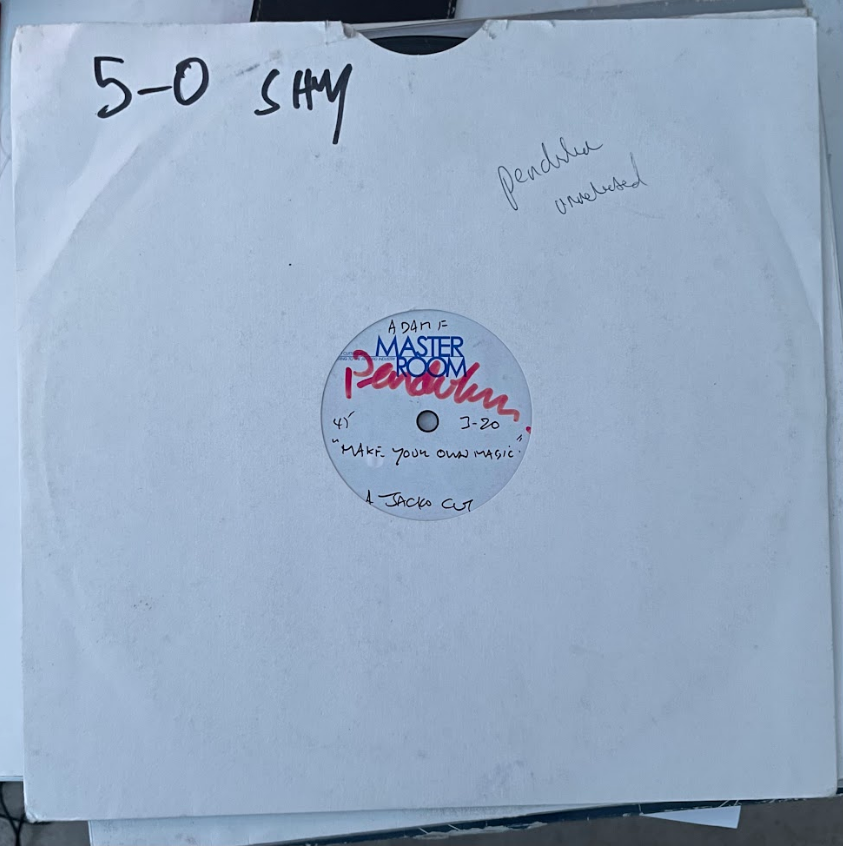 5-0 SHY
pendulum
unreleased
ADAM F
MASTER
ROOM
Pendulum
45 J-20
"MAKE YOUR OWN MAGIC"
A JACKO CUT